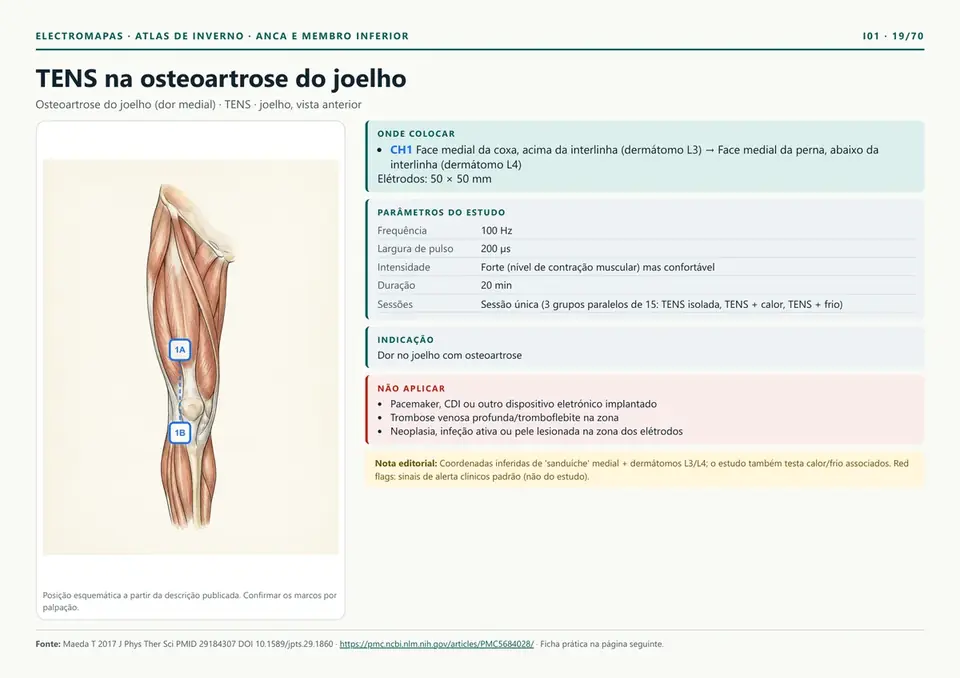 ELECTROMAPAS · ATLAS DE INVERNO · ANCA E MEMBRO INFERIOR
I01 · 19/70
TENS na osteoartrose do joelho
Osteoartrose do joelho (dor medial) · TENS · joelho, vista anterior
1A
1B
Posição esquemática a partir da descrição publicada. Confirmar os marcos por
palpação.
ONDE COLOCAR
• CH1 Face medial da coxa, acima da interlinha (dermátomo L3) → Face medial da perna, abaixo da
interlinha (dermátomo L4)
Elétrodos: 50 × 50 mm
PARÂMETROS DO ESTUDO
Frequência 100 Hz
Largura de pulso 200 µs
Intensidade Forte (nível de contração muscular) mas confortável
Duração 20 min
Sessões Sessão única (3 grupos paralelos de 15: TENS isolada, TENS + calor, TENS + frio)
INDICAÇÃO
Dor no joelho com osteoartrose
NÃO APLICAR
• Pacemaker, CDI ou outro dispositivo eletrónico implantado
• Trombose venosa profunda/tromboflebite na zona
• Neoplasia, infeção ativa ou pele lesionada na zona dos elétrodos
Nota editorial: Coordenadas inferidas de 'sanduíche' medial + dermátomos L3/L4; o estudo também testa calor/frio associados. Red
flags: sinais de alerta clínicos padrão (não do estudo).
Fonte: Maeda T 2017 J Phys Ther Sci PMID 29184307 DOI 10.1589/jpts.29.1860 · https://pmc.ncbi.nlm.nih.gov/articles/PMC5684028/ · Ficha prática na página seguinte.